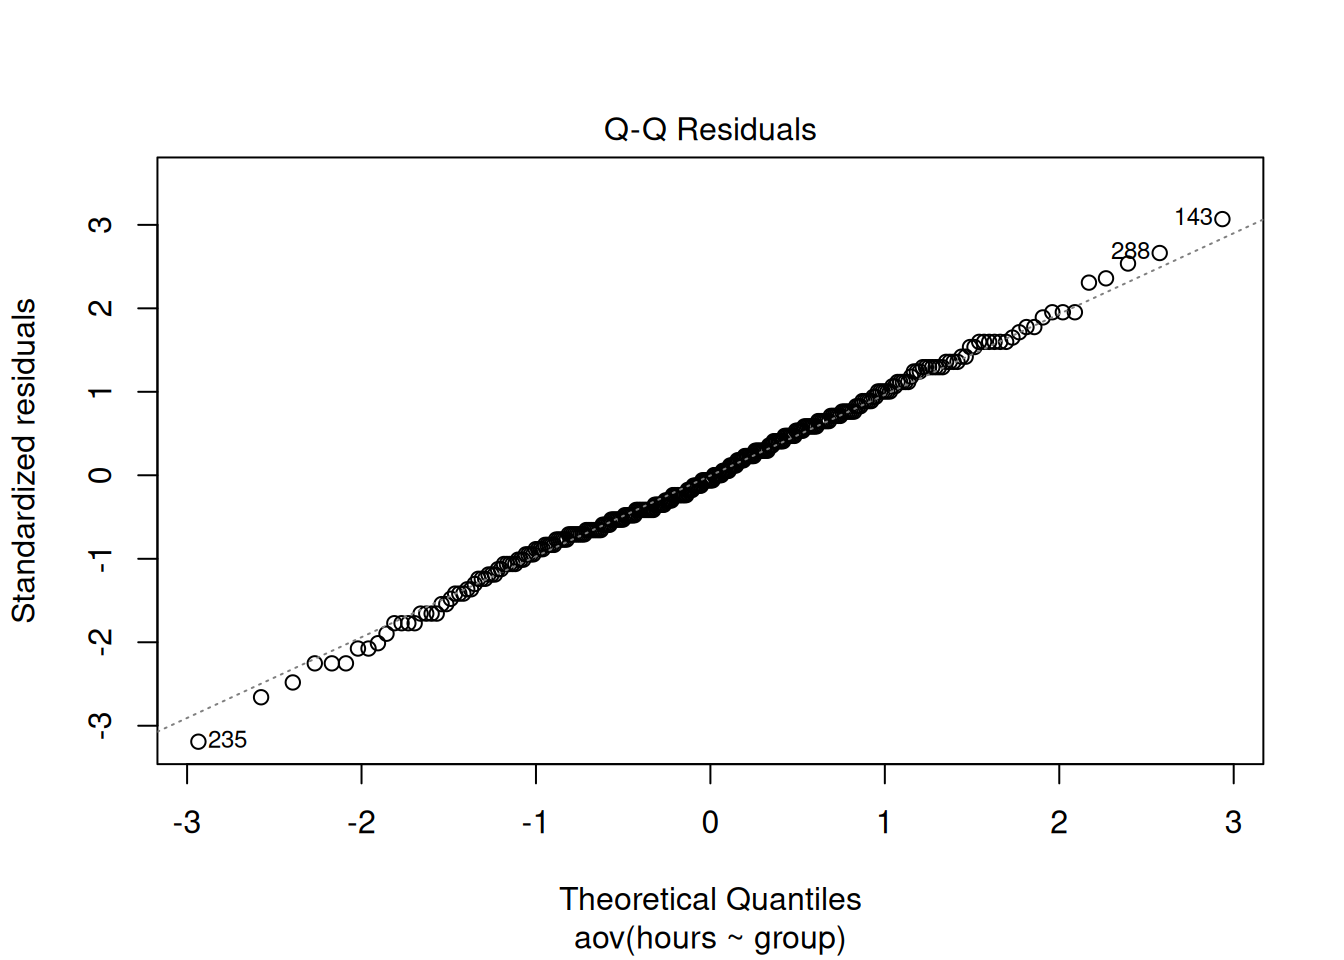 Q-Q Residuals
Standardized residuals
3
2
1
0
-1
-2
-3
143
288
235
-3 -2 -1 0 1 2 3
Theoretical Quantiles
aov(hours ~ group)